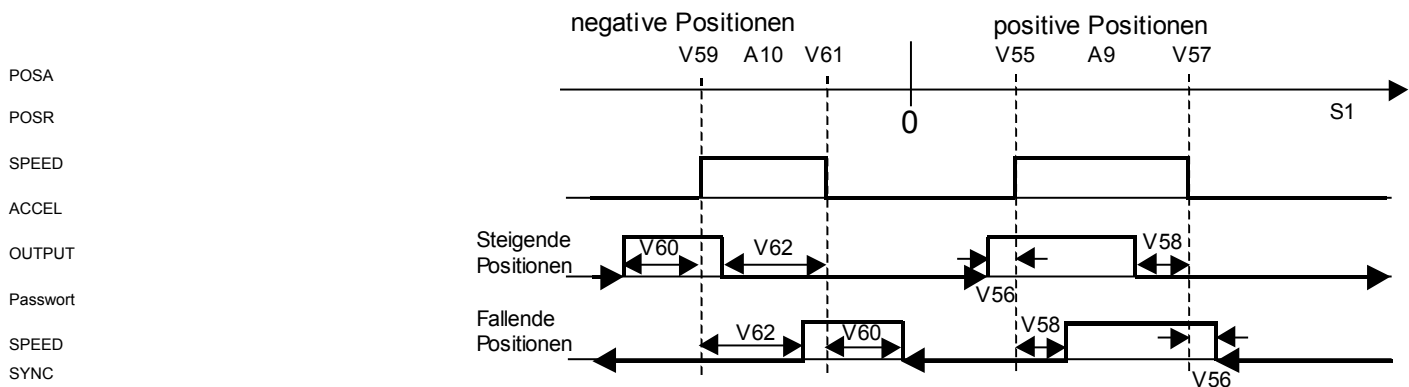 negative Positionen
positive Positionen
V59 A10 V61 V55 A9 V57
POSA
POSR
S1
0
SPEED
ACCEL
Steigende
Positionen
V60 V62 V58
OUTPUT
V56
Passwort
Fallende
Positionen
V62 V60 V58
SPEED
SYNC
V56